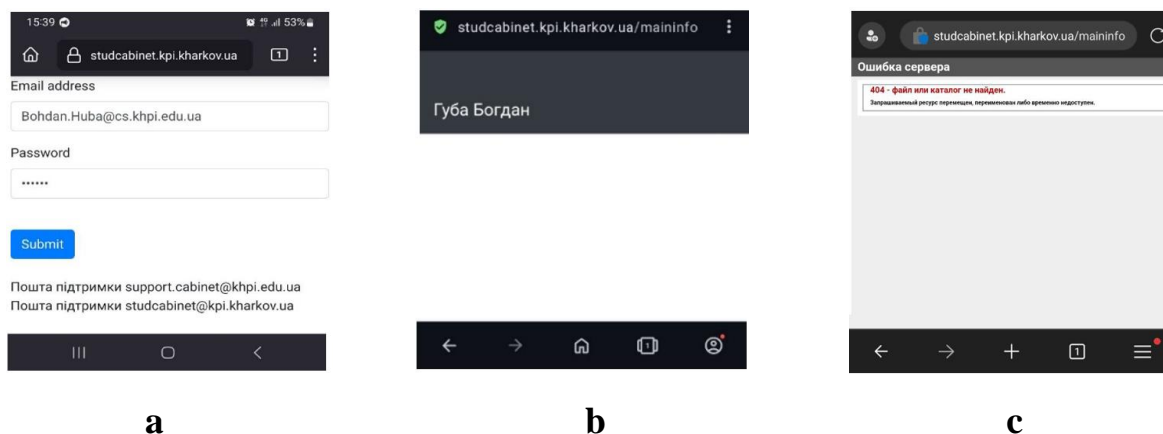 15:39
53%
studcabinet.kpi.kharkov.ua
1
Email address
Bohdan.Huba@cs.khpi.edu.ua
Password
••••••
Submit
Пошта підтримки support.cabinet@khpi.edu.ua
Пошта підтримки studcabinet@kpi.kharkov.ua
a
studcabinet.kpi.kharkov.ua/maininfo
Губа Богдан
1
b
studcabinet.kpi.kharkov.ua/maininfo
Ошибка сервера
404 - файл или каталог не найден.
Запрашиваемый ресурс перемещен, переименован либо временно недоступен.
1
c